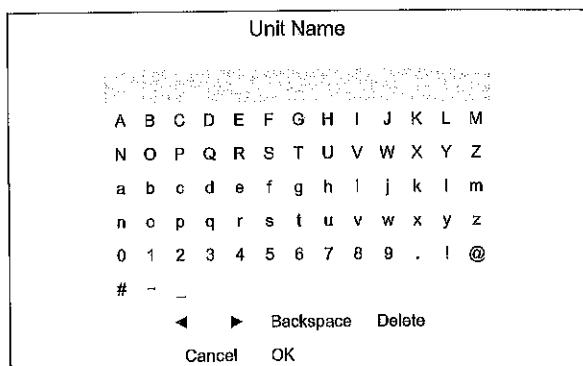 Unit Name
A B C D E F G H I J K L M
N O P Q R S T U V W X Y Z
a b c d e f g h i j k l m
n o p q r s t u v w x y z
0 1 2 3 4 5 6 7 8 9 . ! @
# - _
◄ ► Backspace Delete
Cancel OK